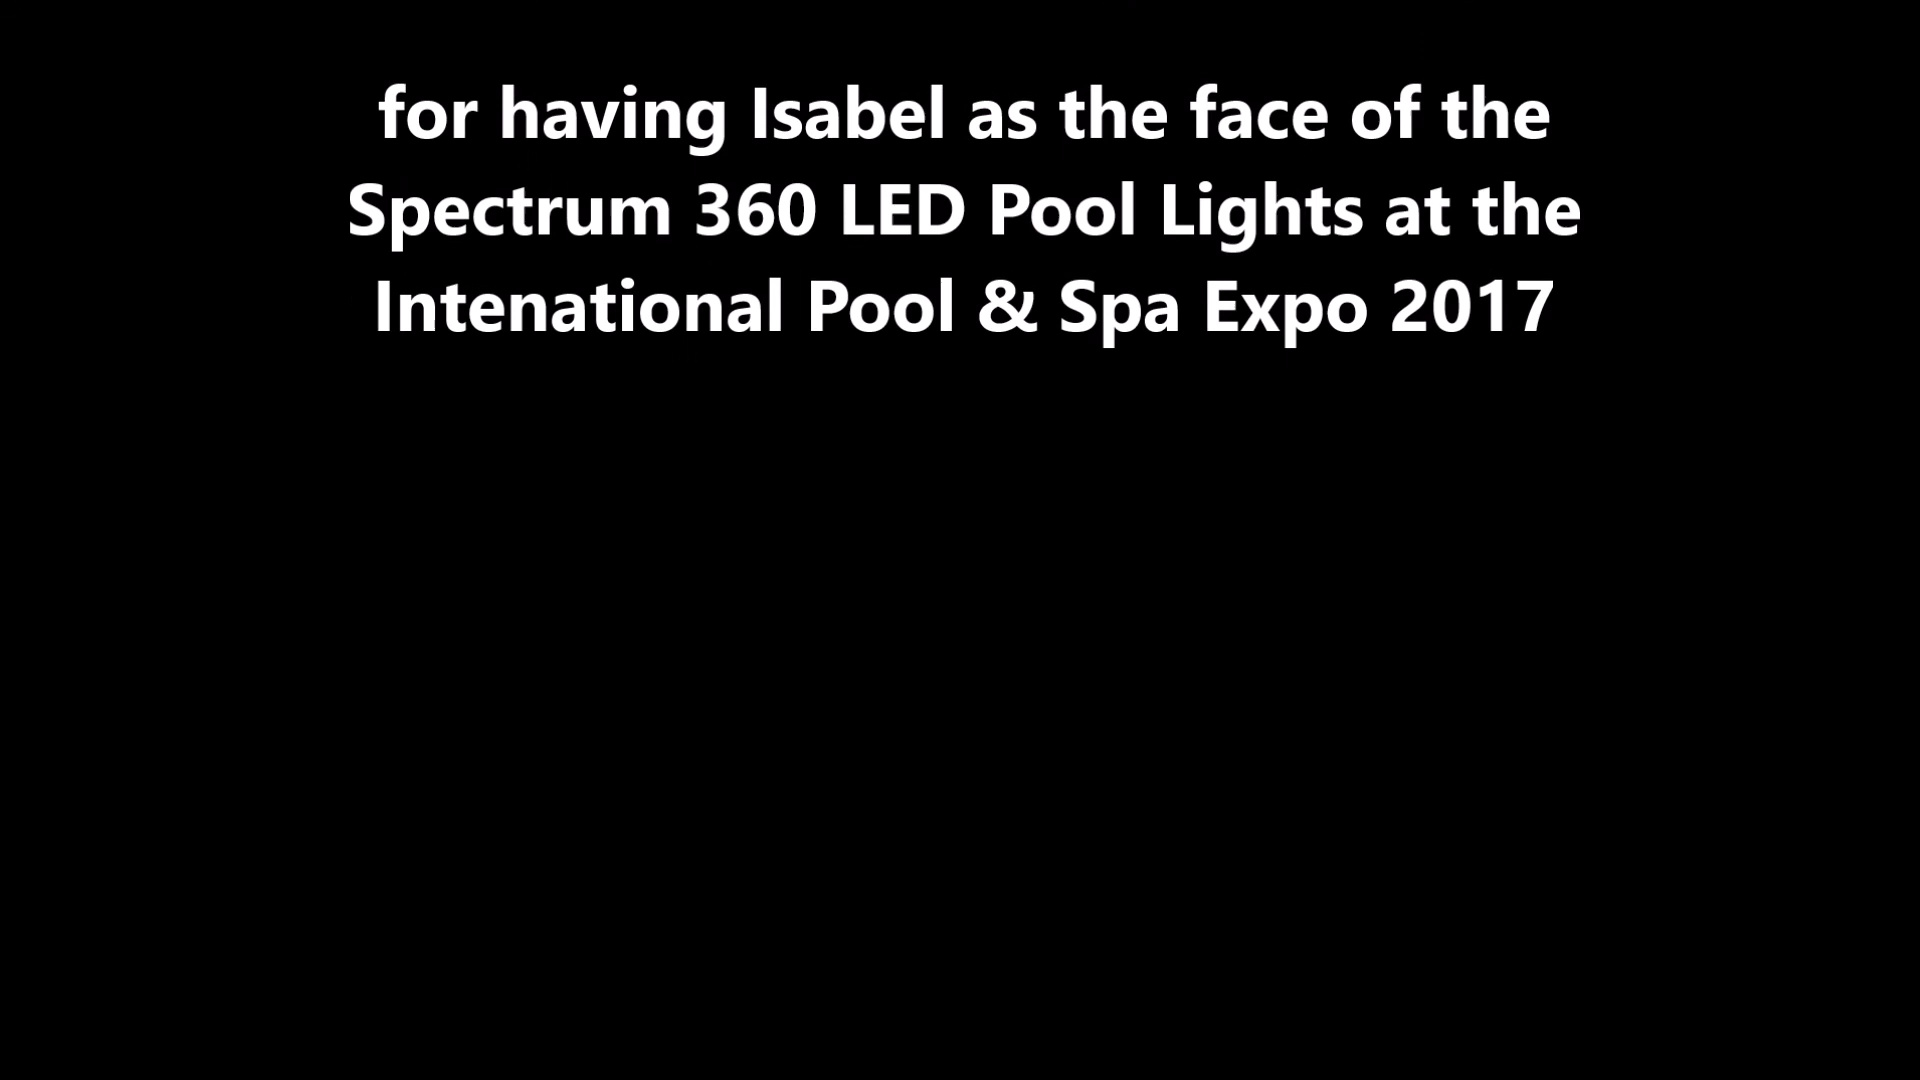 for having Isabel as the face of the
Spectrum 360 LED Pool Lights at the
Intenational Pool & Spa Expo 2017